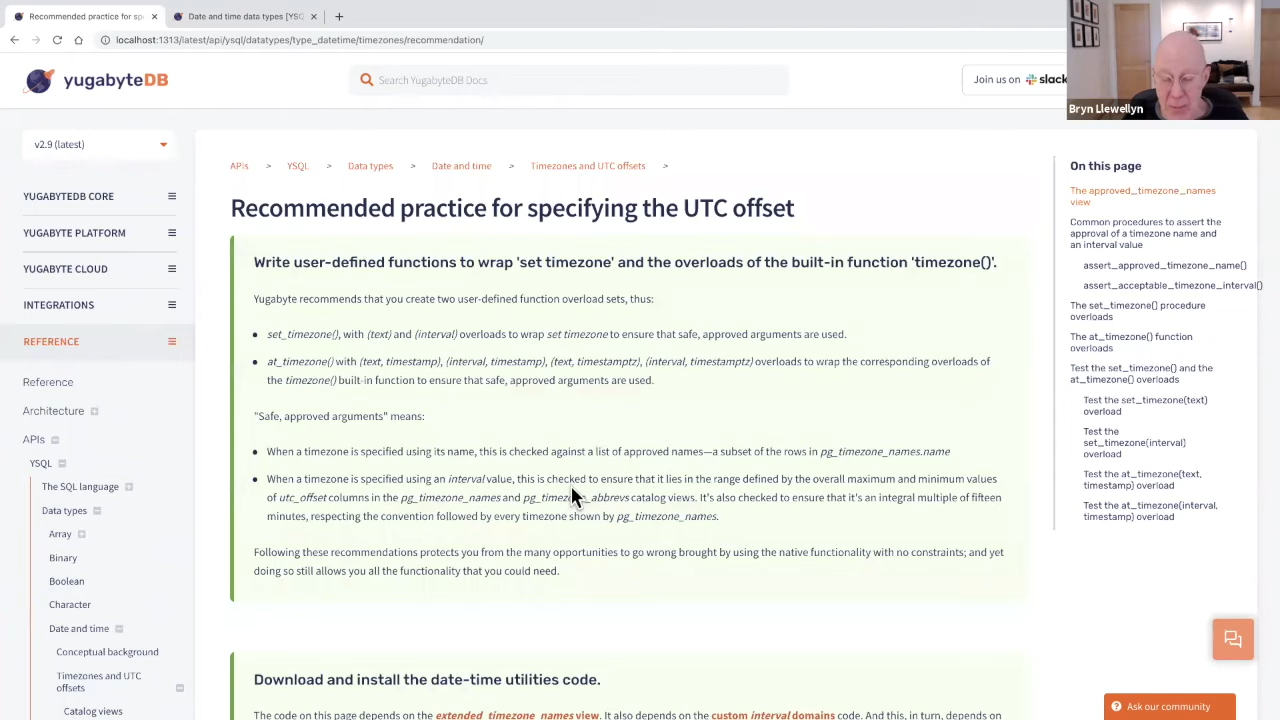 Recommended practice for spe
Date and time data types [YSQ
localhost:1313/latest/api/ysql/datatypes/type_datetime/timezones/recommendation/
yugabyteDB
Search YugabyteDB Docs
Join us on slack
Bryn Llewellyn
v2.9 (latest)
YUGABYTEDB CORE
YUGABYTE PLATFORM
YUGABYTE CLOUD
INTEGRATIONS
REFERENCE
Reference
Architecture
APIs
YSQL
The SQL language
Data types
Array
Binary
Boolean
Character
Date and time
Conceptual background
Timezones and UTC
offsets
Catalog views
APIs > YSQL > Data types > Date and time > Timezones and UTC offsets >
Recommended practice for specifying the UTC offset
Write user-defined functions to wrap 'set timezone' and the overloads of the built-in function 'timezone()'.
Yugabyte recommends that you create two user-defined function overload sets, thus:
set_timezone(), with (text) and (interval) overloads to wrap set timezone to ensure that safe, approved arguments are used.
at_timezone() with (text, timestamp), (interval, timestamp), (text, timestamptz), (interval, timestamptz) overloads to wrap the corresponding overloads of
the timezone() built-in function to ensure that safe, approved arguments are used.
"Safe, approved arguments" means:
When a timezone is specified using its name, this is checked against a list of approved names—a subset of the rows in pg_timezone_names.name
When a timezone is specified using an interval value, this is checked to ensure that it lies in the range defined by the overall maximum and minimum values
of utc_offset columns in the pg_timezone_names and pg_timezone_abbrevs catalog views. It's also checked to ensure that it's an integral multiple of fifteen
minutes, respecting the convention followed by every timezone shown by pg_timezone_names.
Following these recommendations protects you from the many opportunities to go wrong brought by using the native functionality with no constraints; and yet
doing so still allows you all the functionality that you could need.
Download and install the date-time utilities code.
The code on this page depends on the extended_timezone_names view. It also depends on the custom interval domains code. And this, in turn, depends on
On this page
The approved_timezone_names
view
Common procedures to assert the
approval of a timezone name and
an interval value
assert_approved_timezone_name()
assert_acceptable_timezone_interval()
The set_timezone() procedure
overloads
The at_timezone() function
overloads
Test the set_timezone() and the
at_timezone() overloads
Test the set_timezone(text)
overload
Test the
set_timezone(interval)
overload
Test the at_timezone(text,
timestamp) overload
Test the at_timezone(interval,
timestamp) overload
Ask our community